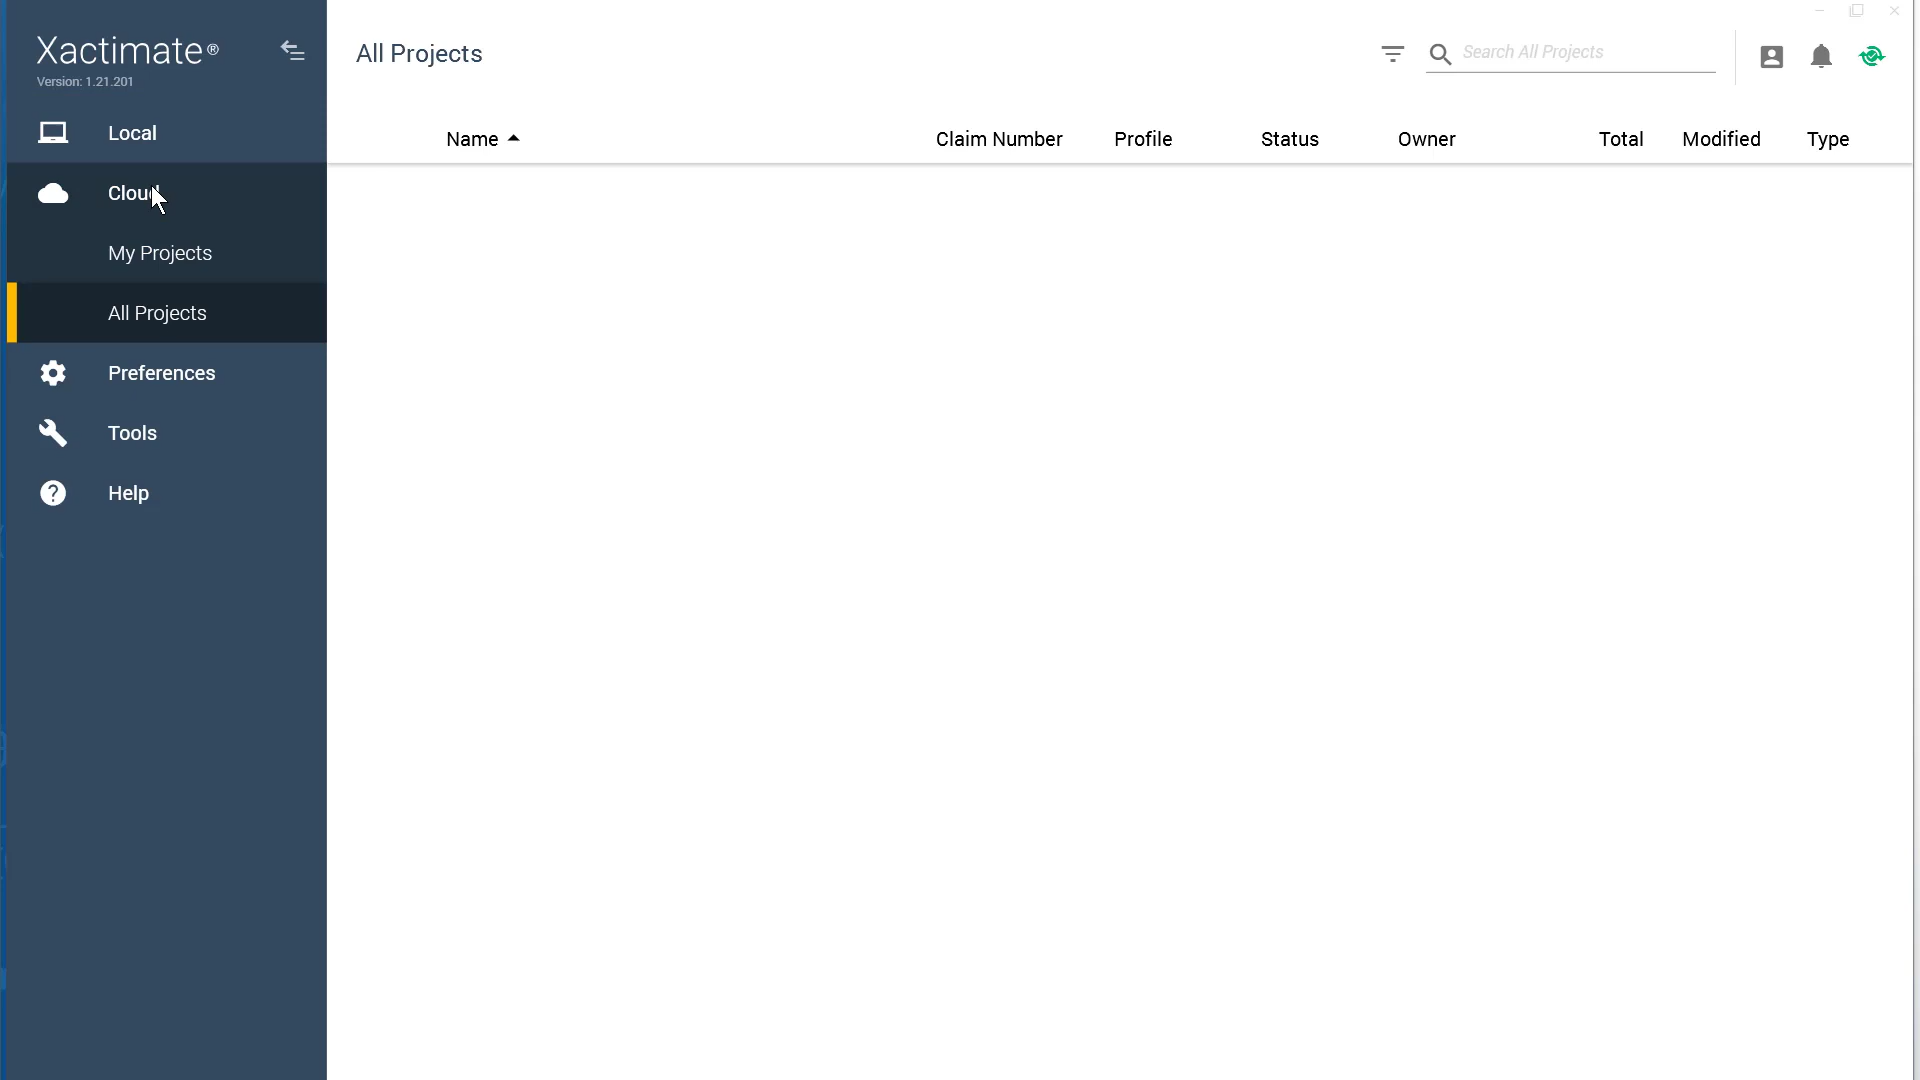 Xactimate®
Version: 1.21.201
All Projects
Search All Projects
Local
Cloud
My Projects
All Projects
Preferences
Tools
Help
Name Claim Number Profile Status Owner Total Modified Type